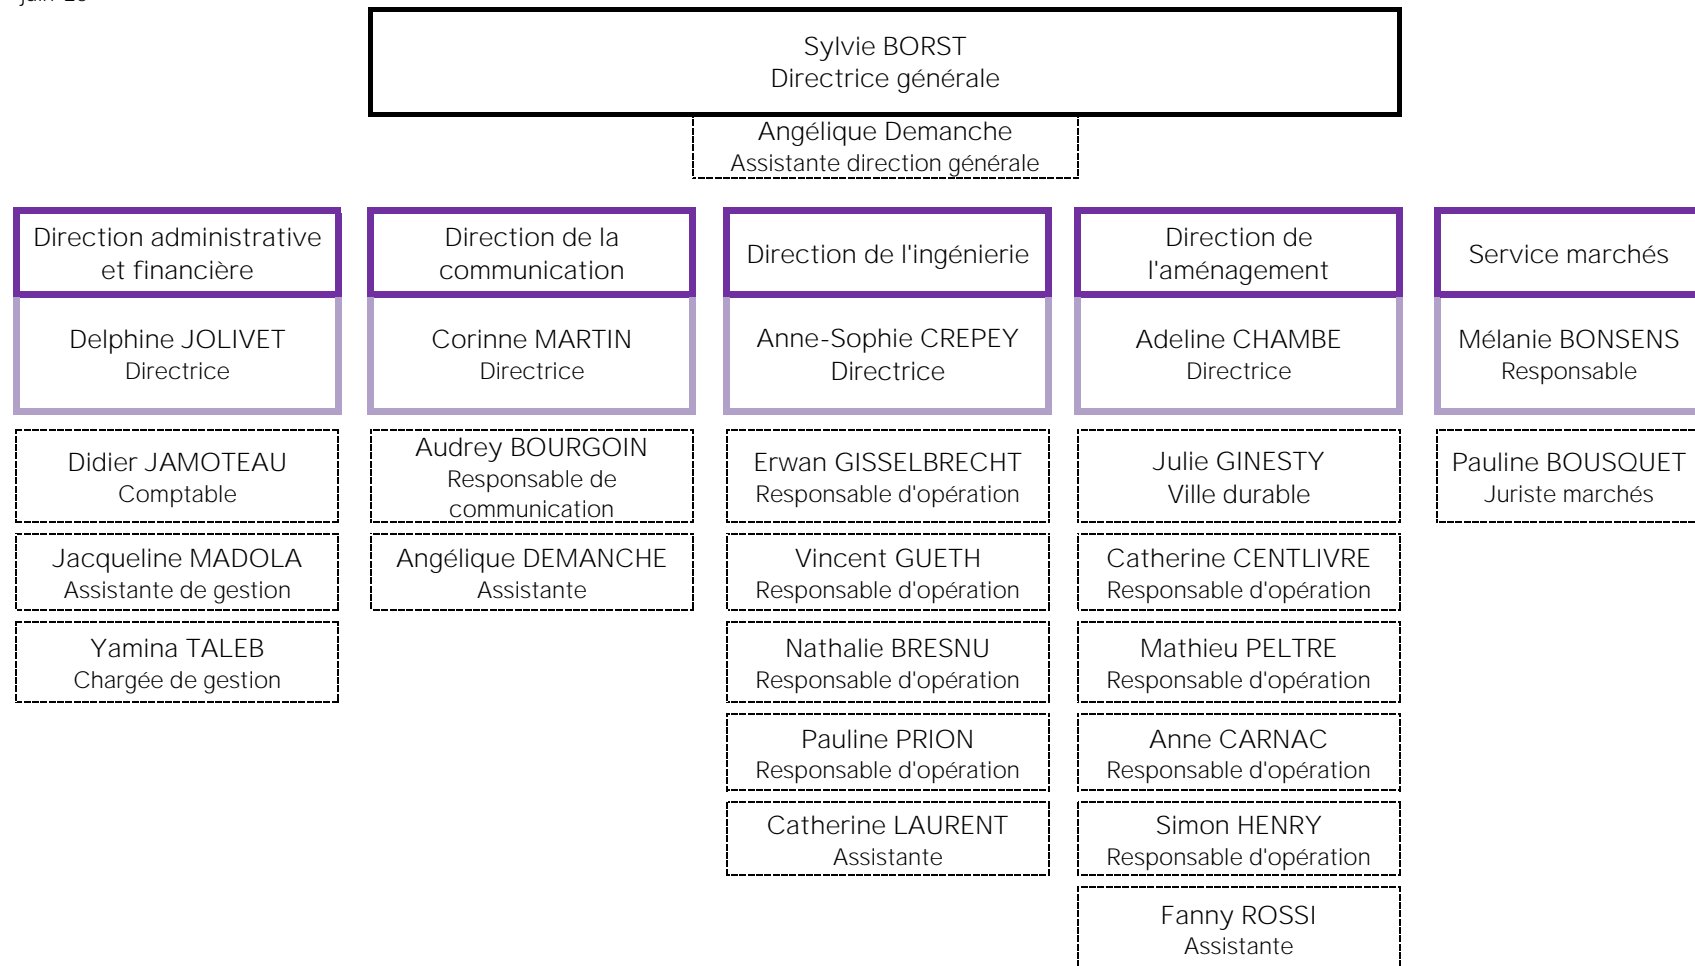 Sylvie BORST
Directrice générale
Angélique Demanche
Assistante direction générale
Direction administrative
et financière
Delphine JOLIVET
Directrice
Didier JAMOTEAU
Comptable
Jacqueline MADOLA
Assistante de gestion
Yamina TALEB
Chargée de gestion
Direction de la
communication
Corinne MARTIN
Directrice
Audrey BOURGOIN
Responsable de
communication
Angélique DEMANCHE
Assistante
Direction de l'ingénierie
Anne-Sophie CREPEY
Directrice
Erwan GISSELBRECHT
Responsable d'opération
Vincent GUETH
Responsable d'opération
Nathalie BRESNU
Responsable d'opération
Pauline PRION
Responsable d'opération
Catherine LAURENT
Assistante
Direction de
l'aménagement
Adeline CHAMBE
Directrice
Julie GINESTY
Ville durable
Catherine CENTLIVRE
Responsable d'opération
Mathieu PELTRE
Responsable d'opération
Anne CARNAC
Responsable d'opération
Simon HENRY
Responsable d'opération
Fanny ROSSI
Assistante
Service marchés
Mélanie BONSENS
Responsable
Pauline BOUSQUET
Juriste marchés